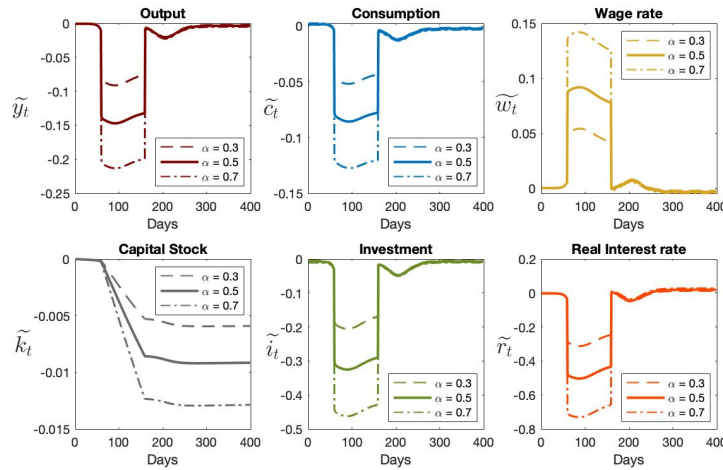 Output
0
-0.05
-0.1
-0.15
-0.2
-0.25
ỹt
α = 0.3
α = 0.5
α = 0.7
0 100 200 300 400
Days
Consumption
0
-0.05
-0.1
-0.15
c̃t
α = 0.3
α = 0.5
α = 0.7
0 100 200 300 400
Days
Wage rate
0.15
0.1
0.05
0
w̃t
α = 0.3
α = 0.5
α = 0.7
0 100 200 300 400
Days
Capital Stock
0
-0.005
-0.01
-0.015
k̃t
α = 0.3
α = 0.5
α = 0.7
0 100 200 300 400
Days
Investment
0
-0.1
-0.2
-0.3
-0.4
-0.5
ĩt
α = 0.3
α = 0.5
α = 0.7
0 100 200 300 400
Days
Real Interest rate
0.2
0
-0.2
-0.4
-0.6
-0.8
r̃t
α = 0.3
α = 0.5
α = 0.7
0 100 200 300 400
Days